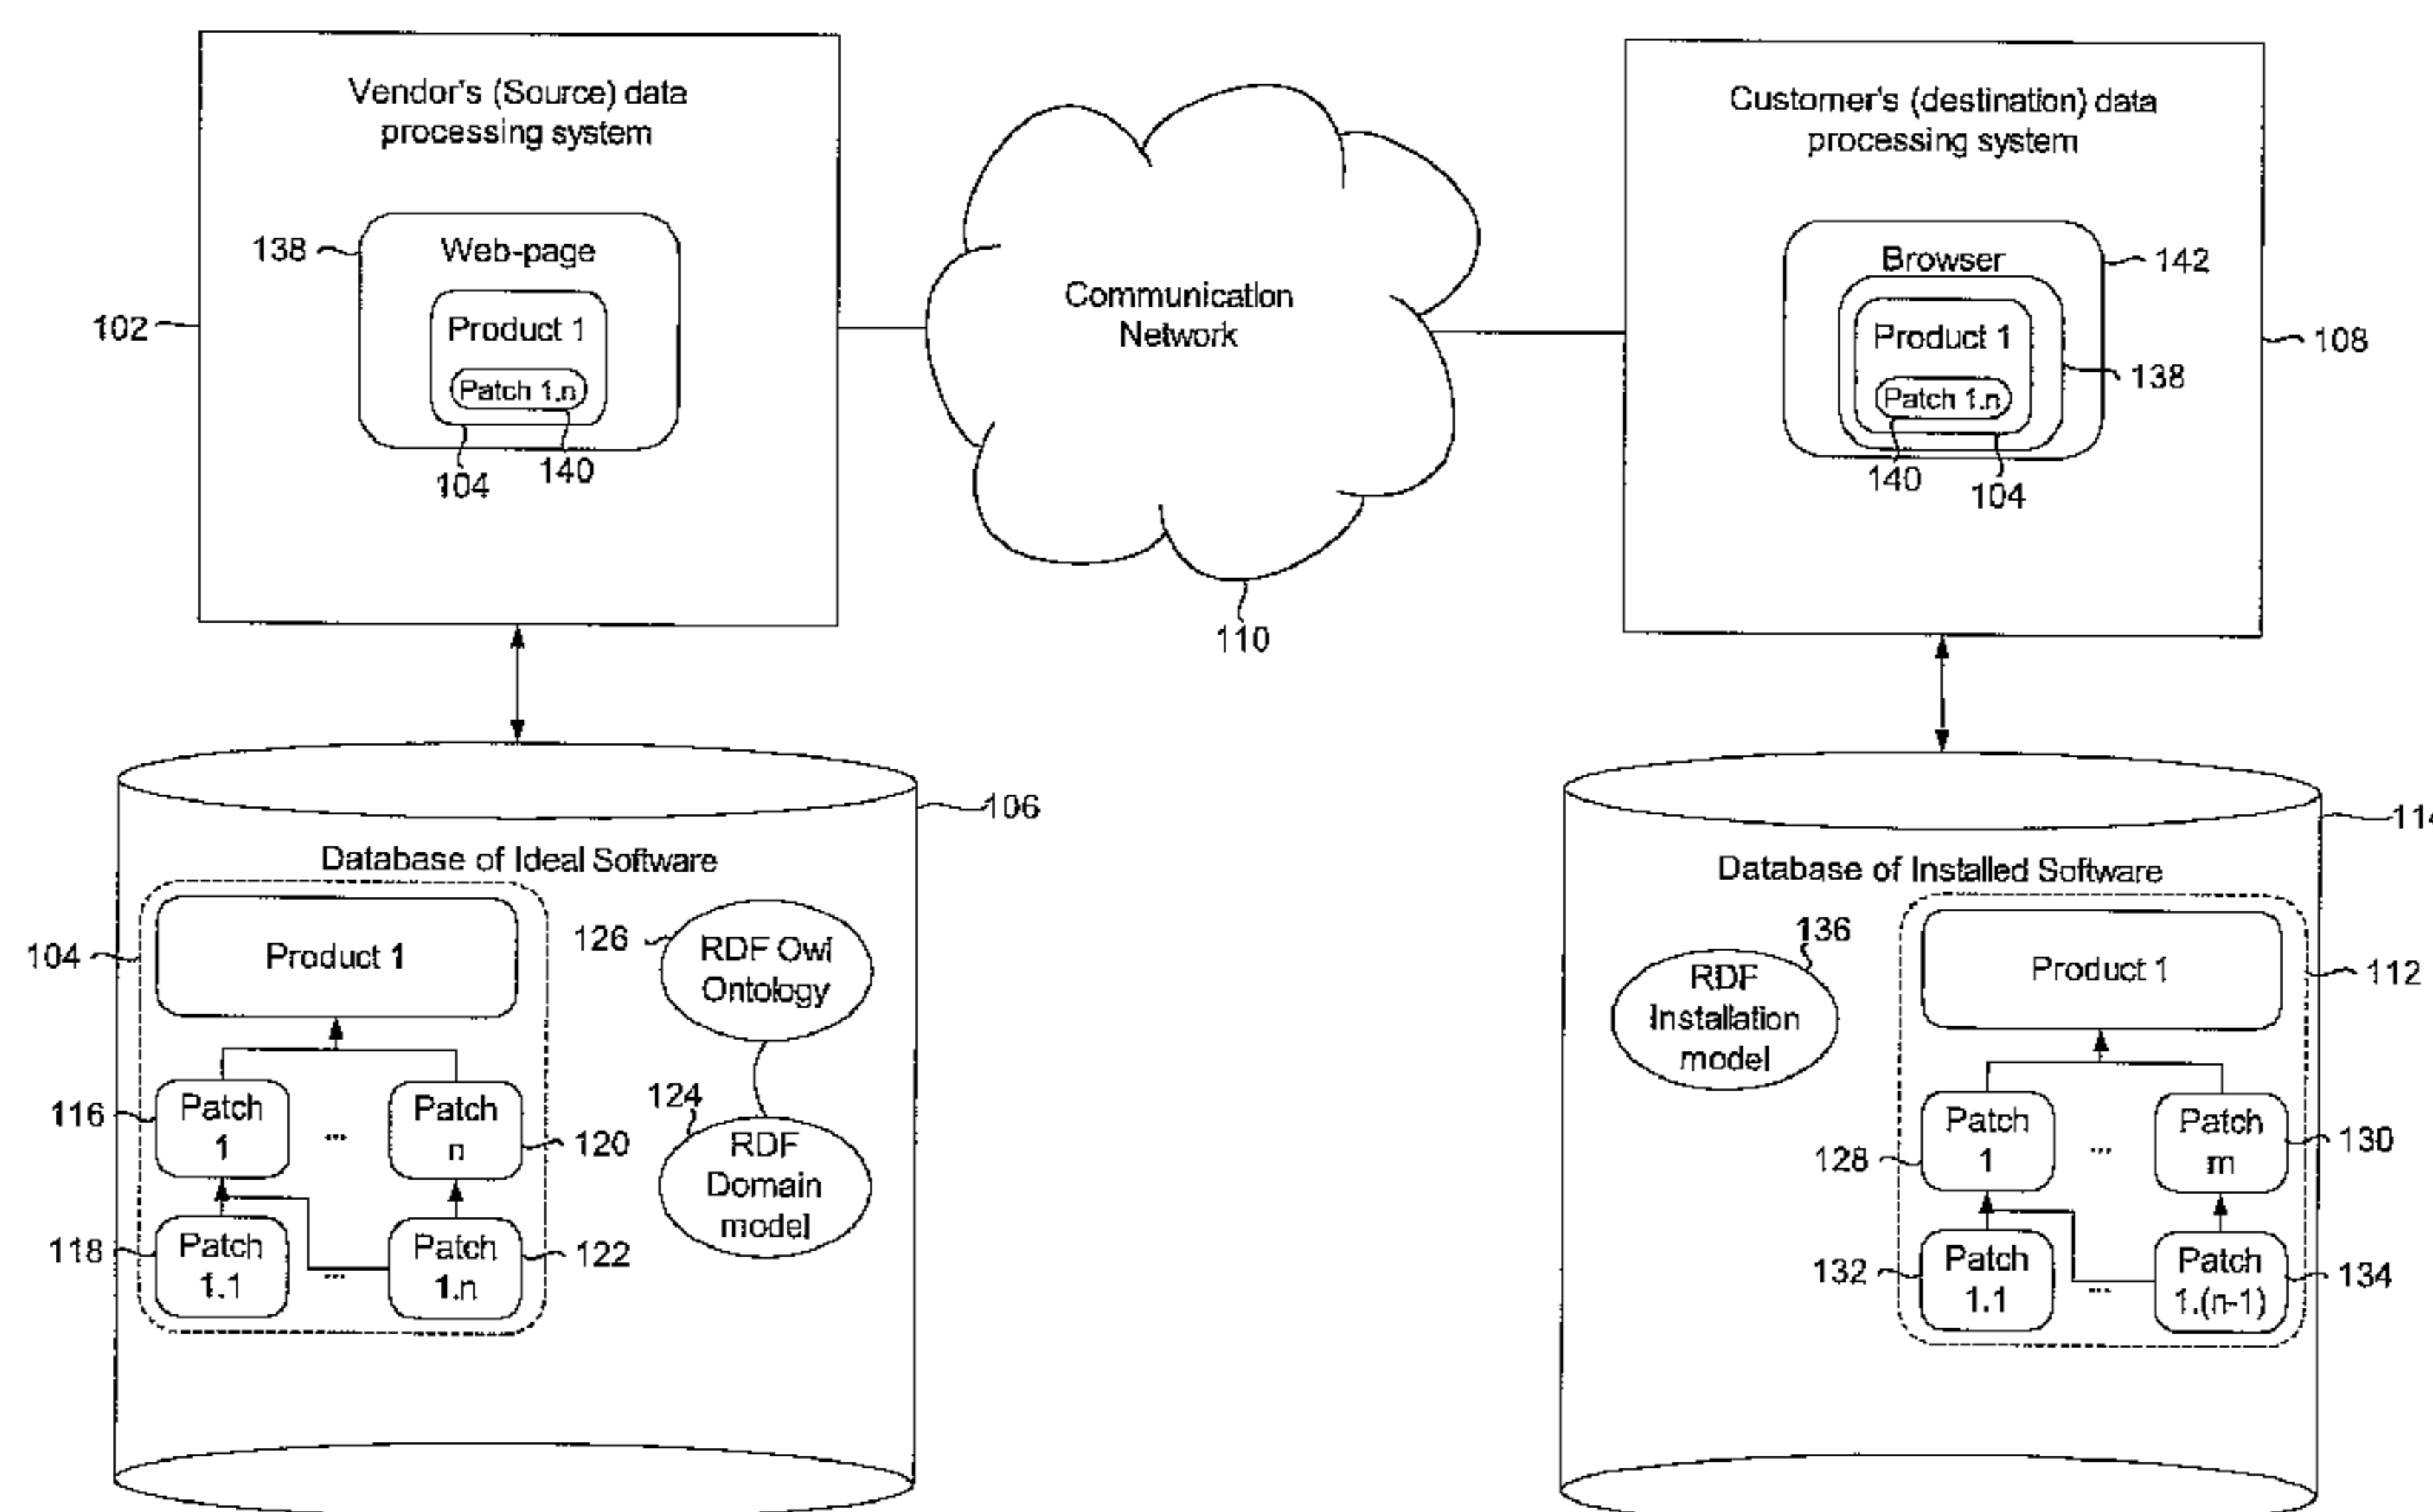 Vendor's (Source) data
processing system
138
Web-page
Product 1
Patch 1.n
102
104
140
Communication
Network
110
Customer's (destination) data
processing system
Browser
142
Product 1
138
Patch 1.n
140
104
108
106
Database of Ideal Software
104
Product 1
126
RDF Owl
Ontology
116
Patch
1
...
Patch
n
120
124
RDF
Domain
model
118
Patch
1.1
...
Patch
1.n
122
114
Database of Installed Software
136
RDF
Installation
model
Product 1
112
128
Patch
1
...
Patch
m
130
132
Patch
1.1
...
Patch
1.(n-1)
134